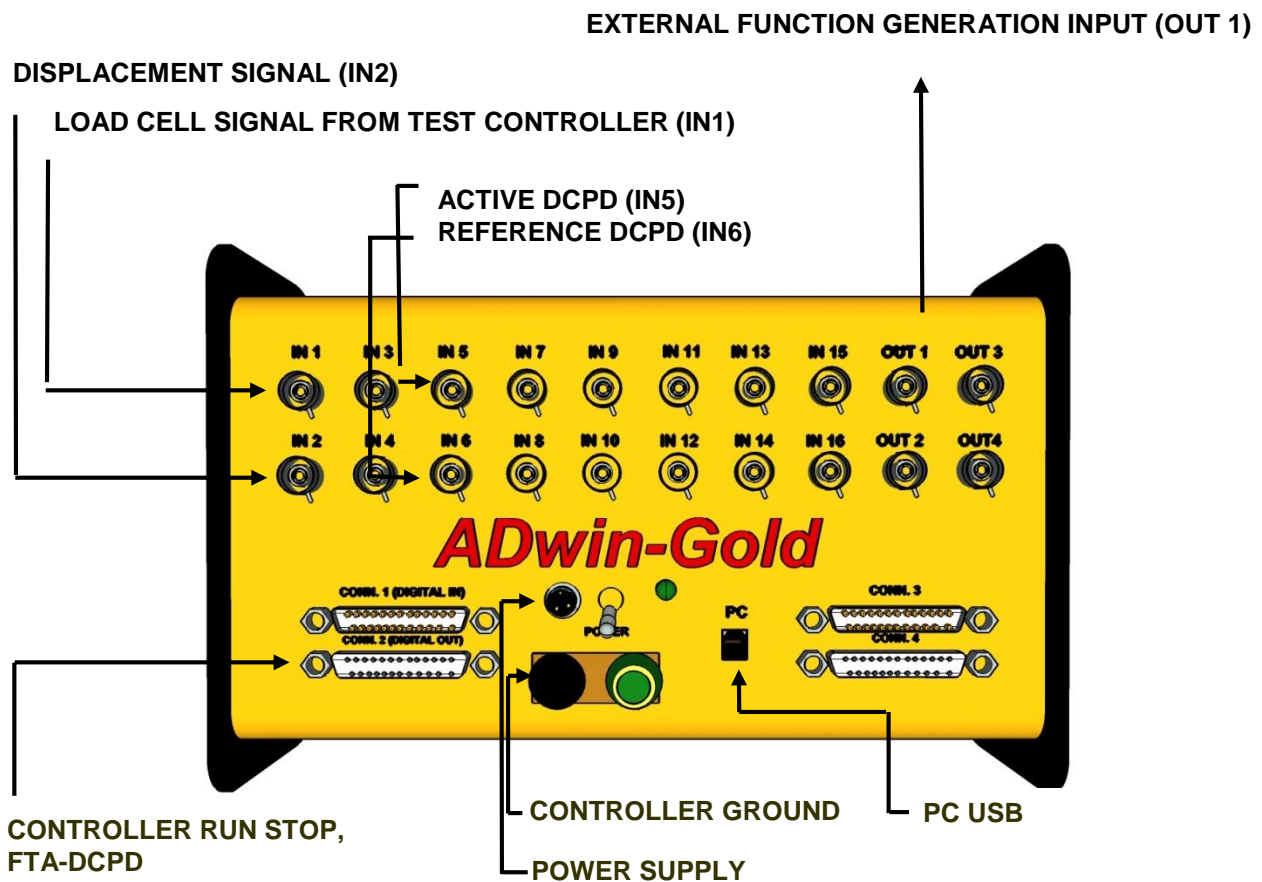 EXTERNAL FUNCTION GENERATION INPUT (OUT 1)
DISPLACEMENT SIGNAL (IN2)
LOAD CELL SIGNAL FROM TEST CONTROLLER (IN1)
ACTIVE DCPD (IN5)
REFERENCE DCPD (IN6)
IN 1 IN 3 IN 5 IN 7 IN 9 IN 11 IN 13 IN 15 OUT 1 OUT 3
IN 2 IN 4 IN 6 IN 8 IN 10 IN 12 IN 14 IN 16 OUT 2 OUT4
ADwin-Gold
CONN. 1 (DIGITAL IN)
CONN. 2 (DIGITAL OUT)
POWER
PC
CONN. 3
CONN. 4
CONTROLLER GROUND
PC USB
CONTROLLER RUN STOP,
FTA-DCPD
POWER SUPPLY